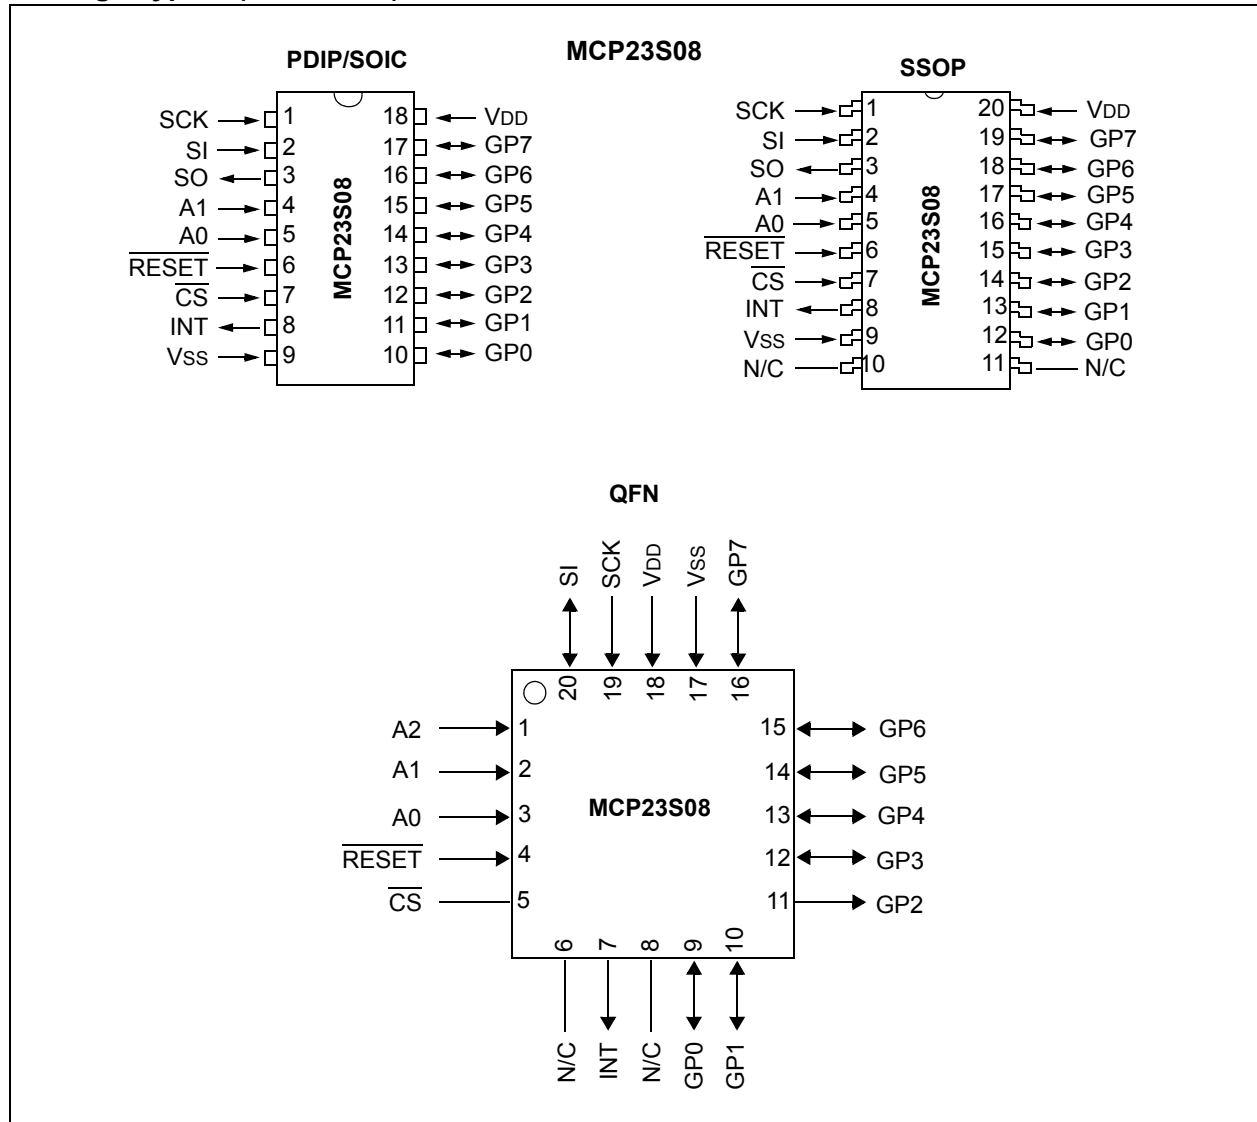 MCP23S08
PDIP/SOIC
SCK 1 18 VDD
SI 2 17 GP7
SO 3 16 GP6
A1 4 15 GP5
A0 5 14 GP4
RESET 6 13 GP3
CS 7 12 GP2
INT 8 11 GP1
VSS 9 10 GP0
MCP23S08
SSOP
SCK 1 20 VDD
SI 2 19 GP7
SO 3 18 GP6
A1 4 17 GP5
A0 5 16 GP4
RESET 6 15 GP3
CS 7 14 GP2
INT 8 13 GP1
VSS 9 12 GP0
N/C 10 11 N/C
MCP23S08
QFN
SI SCK VDD VSS GP7
20 19 18 17 16
A2 1 15 GP6
A1 2 14 GP5
A0 3 13 GP4
MCP23S08
RESET 4 12 GP3
CS 5 11 GP2
6 7 8 9 10
N/C INT N/C GP0 GP1